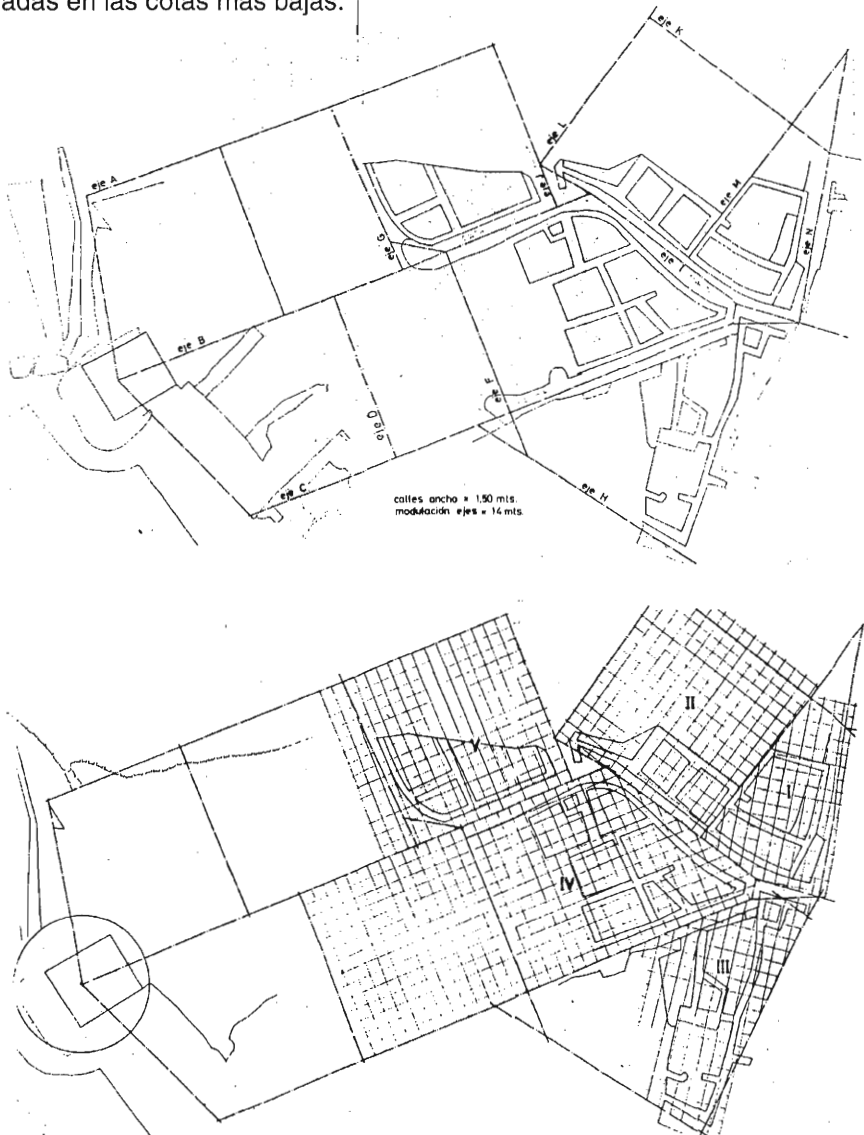 adas en las cotas más bajas.
eje K
eje L
eje A
eje M
eje G
eje N
eje
eje B
eje F
eje D
eje C
calles ancho = 1,50 mts.
modulación ejes = 14 mts.
eje H
II
V
I
IV
III